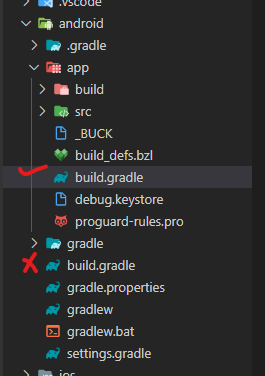 .vscode
android
.gradle
app
build
src
_BUCK
build_defs.bzl
build.gradle
debug.keystore
proguard-rules.pro
gradle
build.gradle
gradle.properties
gradlew
gradlew.bat
settings.gradle
ios